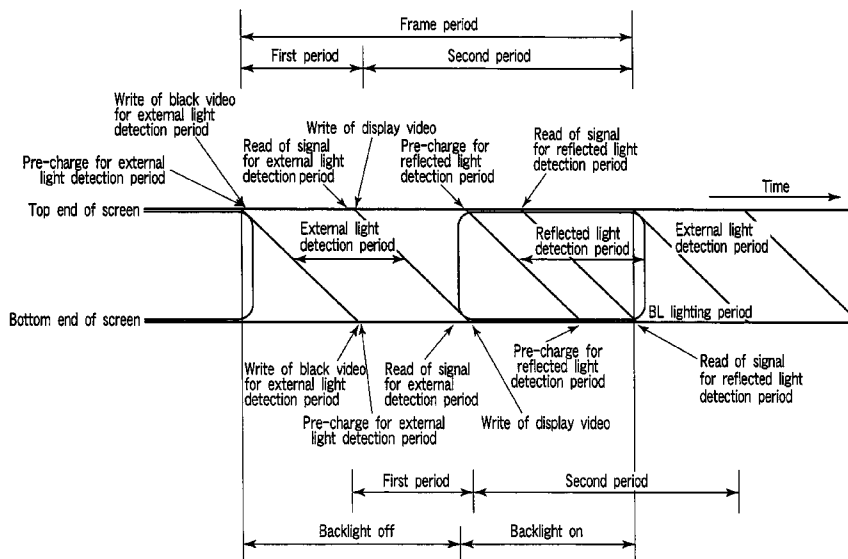 Frame period
First period
Second period
Write of black video
for external light
detection period
Pre-charge for external
light detection period
Read of signal
for external light
detection period
Write of display video
Pre-charge for
reflected light
detection period
Read of signal for
reflected light
detection period
Time
Top end of screen
External light
detection period
Reflected light
detection period
External light
detection period
BL lighting period
Bottom end of screen
Write of black video
for external light
detection period
Pre-charge for external
light detection period
Read of signal
for external
detection period
Write of display video
Pre-charge for
reflected light
detection period
Read of signal
for reflected light
detection period
First period
Second period
Backlight off
Backlight on